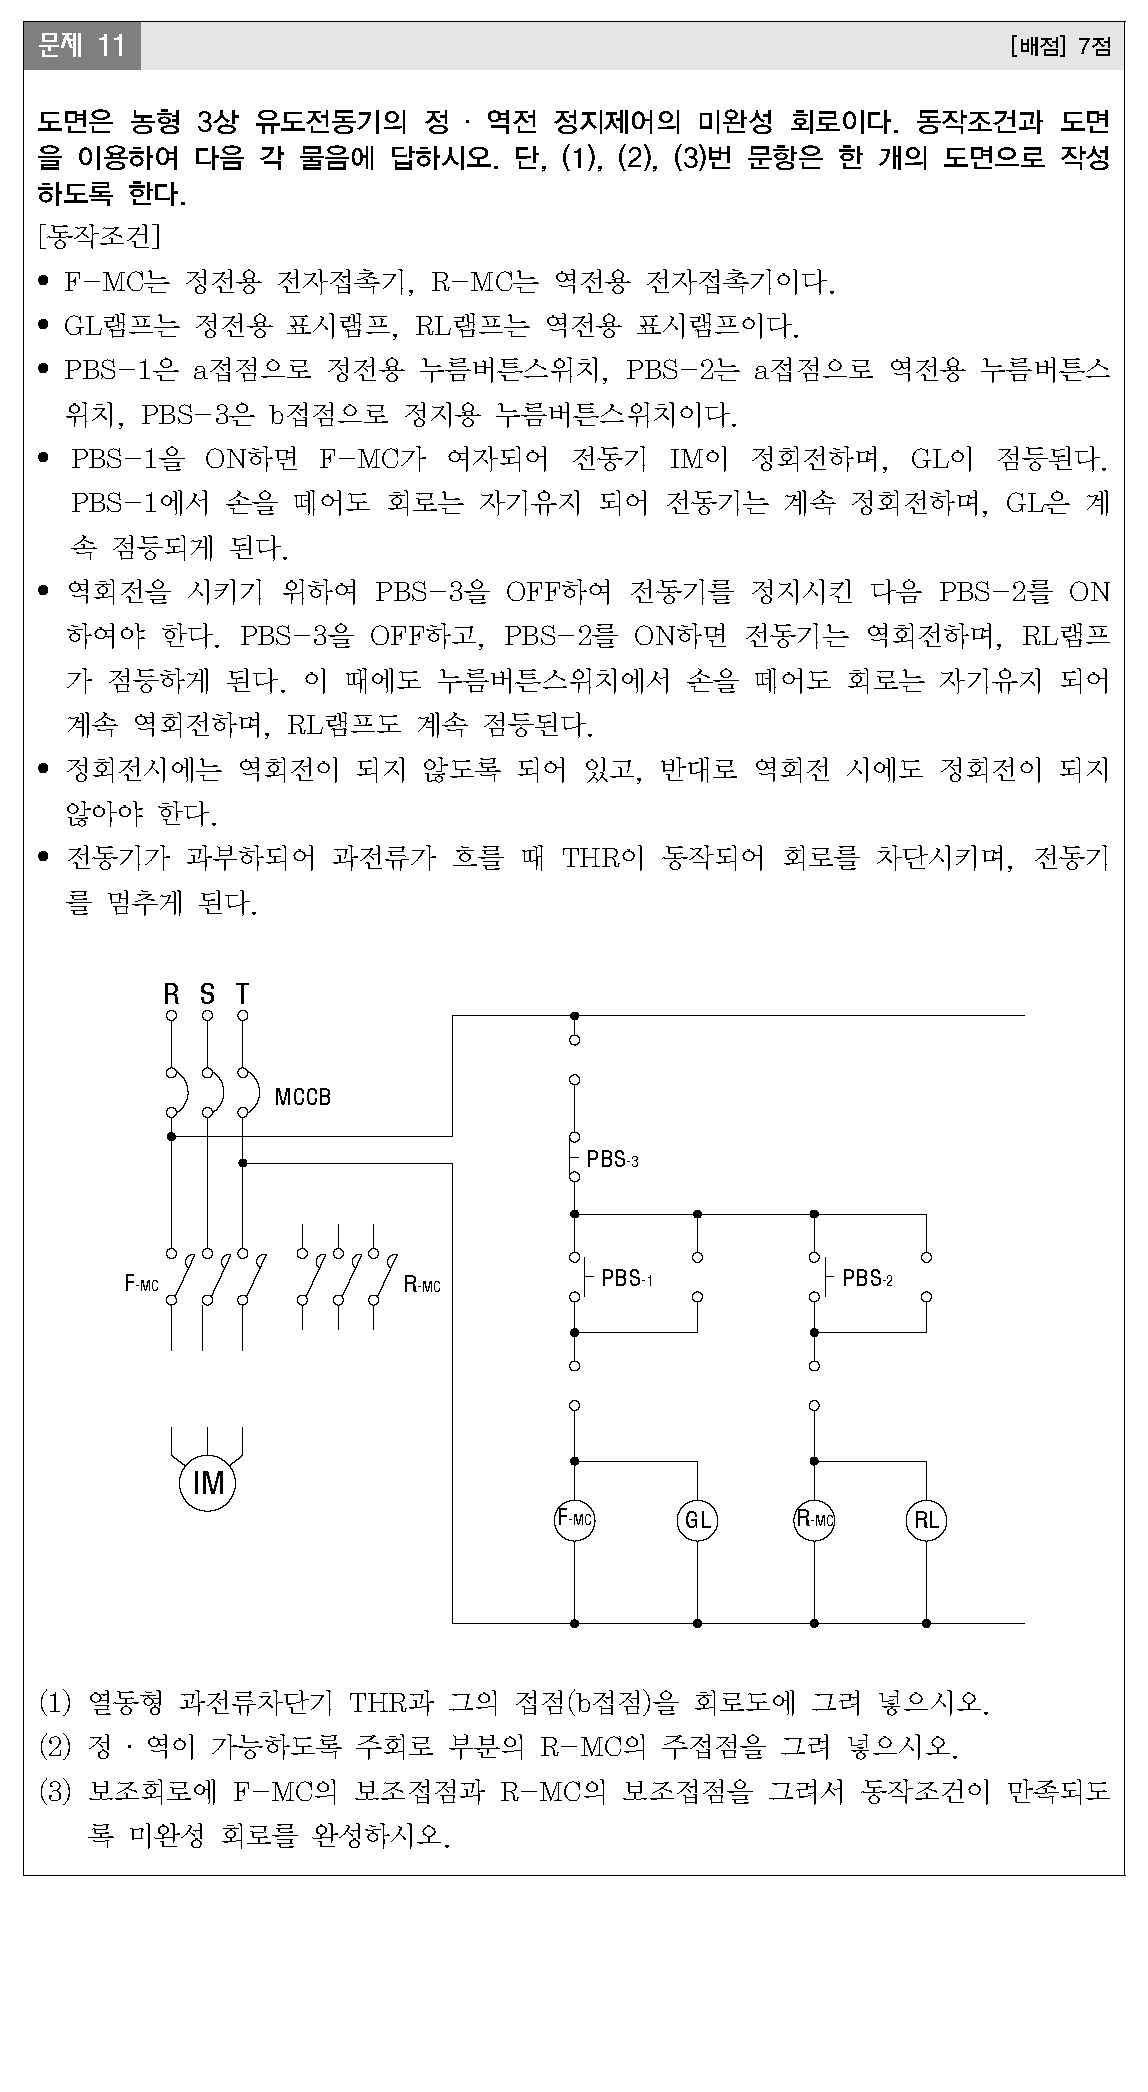 문제 11 [배점] 7점
도면은 농형 3상 유도전동기의 정·역전 정지제어의 미완성 회로이다. 동작조건과 도면
을 이용하여 다음 각 물음에 답하시오. 단, (1), (2), (3)번 문항은 한 개의 도면으로 작성
하도록 한다.
[동작조건]
● F-MC는 정전용 전자접촉기, R-MC는 역전용 전자접촉기이다.
● GL램프는 정전용 표시램프, RL램프는 역전용 표시램프이다.
● PBS-1은 a접점으로 정전용 누름버튼스위치, PBS-2는 a접점으로 역전용 누름버튼스
위치, PBS-3은 b접점으로 정지용 누름버튼스위치이다.
● PBS-1을 ON하면 F-MC가 여자되어 전동기 IM이 정회전하며, GL이 점등된다.
PBS-1에서 손을 떼어도 회로는 자기유지 되어 전동기는 계속 정회전하며, GL은 계
속 점등되게 된다.
● 역회전을 시키기 위하여 PBS-3을 OFF하여 전동기를 정지시킨 다음 PBS-2를 ON
하여야 한다. PBS-3을 OFF하고, PBS-2를 ON하면 전동기는 역회전하며, RL램프
가 점등하게 된다. 이 때에도 누름버튼스위치에서 손을 떼어도 회로는 자기유지 되어
계속 역회전하며, RL램프도 계속 점등된다.
● 정회전시에는 역회전이 되지 않도록 되어 있고, 반대로 역회전 시에도 정회전이 되지
않아야 한다.
● 전동기가 과부하되어 과전류가 흐를 때 THR이 동작되어 회로를 차단시키며, 전동기
를 멈추게 된다.
R S T
MCCB
PBS-3
F-MC R-MC PBS-1 PBS-2
IM
F-MC GL R-MC RL
(1) 열동형 과전류차단기 THR과 그의 접점(b접점)을 회로도에 그려 넣으시오.
(2) 정·역이 가능하도록 주회로 부분의 R-MC의 주접점을 그려 넣으시오.
(3) 보조회로에 F-MC의 보조접점과 R-MC의 보조접점을 그려서 동작조건이 만족되도
록 미완성 회로를 완성하시오.